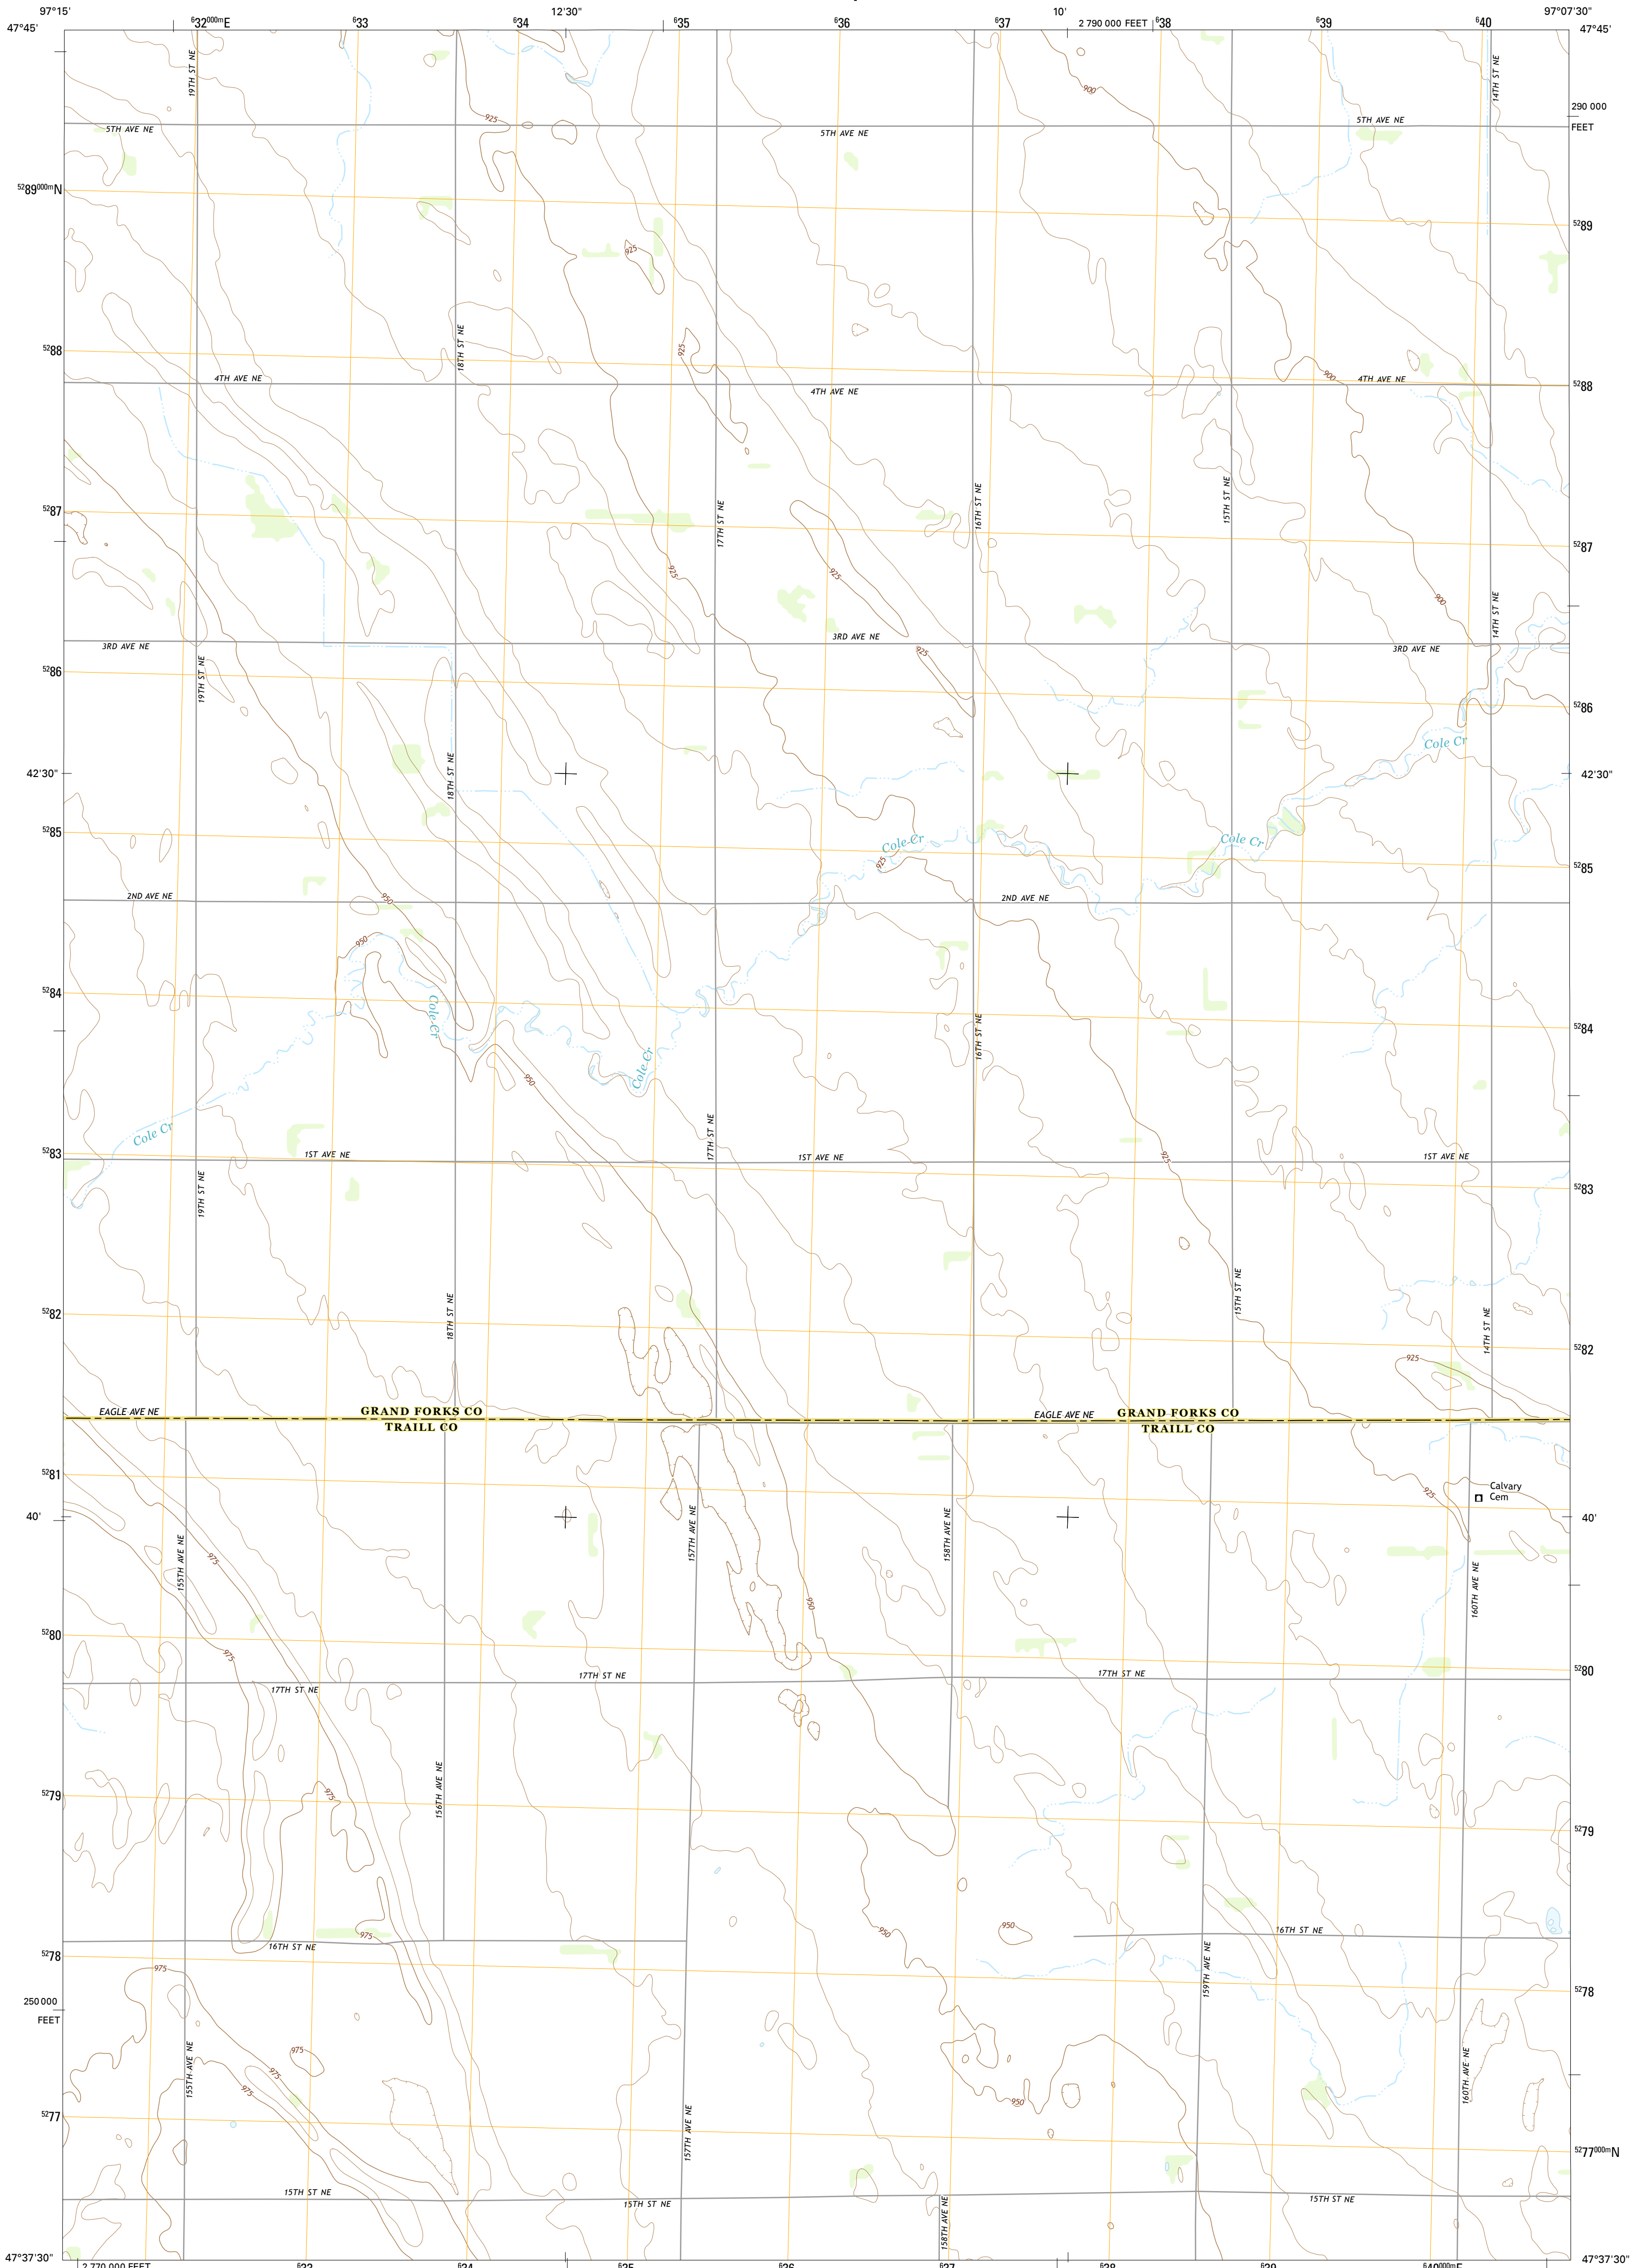 97°15'
⁶32⁰⁰⁰ᵐE
⁶33
⁶34
12'30"
⁶35
⁶36
⁶37
10'
2 790 000 FEET
⁶38
⁶39
⁶40
97°07'30"
47°45'
47°45'
19TH ST NE
14TH ST NE
900
290 000
FEET
925
5TH AVE NE
5TH AVE NE
5TH AVE NE
⁵²89⁰⁰⁰ᵐN
⁵²89
925
18TH ST NE
925
⁵²88
4TH AVE NE
4TH AVE NE
900
4TH AVE NE
⁵²88
⁵²87
17TH ST NE
16TH ST NE
15TH ST NE
⁵²87
925
925
900
14TH ST NE
3RD AVE NE
3RD AVE NE
3RD AVE NE
925
⁵²86
19TH ST NE
⁵²86
Cole Cr
42'30"
18TH ST NE
42'30"
⁵²85
Cole Cr
Cole Cr
925
⁵²85
2ND AVE NE
950
2ND AVE NE
950
⁵²84
Cole Cr
16TH ST NE
⁵²84
Cole Cr
950
Cole Cr
⁵²83
1ST AVE NE
17TH ST NE
1ST AVE NE
925
1ST AVE NE
19TH ST NE
⁵²83
⁵²82
18TH ST NE
15TH ST NE
14TH ST NE
⁵²82
925
EAGLE AVE NE
GRAND FORKS CO
TRAILL CO
EAGLE AVE NE
GRAND FORKS CO
TRAILL CO
⁵²81
925
Calvary
Cem
⁵²81
40'
40'
975
155TH AVE NE
157TH AVE NE
158TH AVE NE
160TH AVE NE
950
⁵²80
975
17TH ST NE
17TH ST NE
17TH ST NE
⁵²80
⁵²79
975
156TH AVE NE
⁵²79
975
950
950
16TH ST NE
16TH ST NE
⁵²78
975
159TH AVE NE
⁵²78
250 000
FEET
975
975
975
155TH AVE NE
950
160TH AVE NE
⁵²77
157TH AVE NE
⁵²77⁰⁰⁰ᵐN
15TH ST NE
15TH ST NE
158TH AVE NE
15TH ST NE
47°37'30"
2 770 000 FEET
⁶33
⁶34
⁶35
⁶36
⁶37
⁶38
⁶39
⁶40⁰⁰⁰ᵐE
47°37'30"